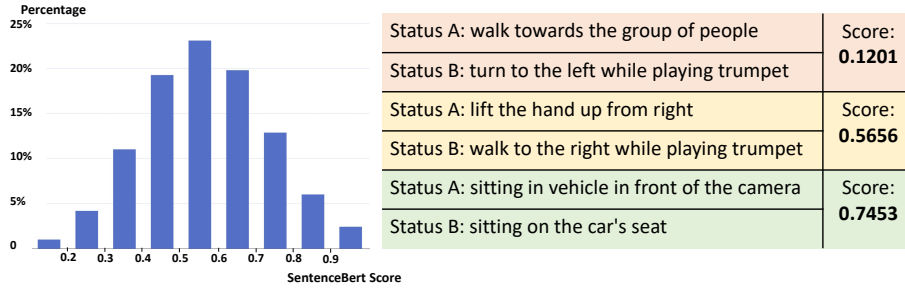 Percentage
25%
20%
15%
10%
5%
0
0.2 0.3 0.4 0.5 0.6 0.7 0.8 0.9
SentenceBert Score
Status A: walk towards the group of people
Status B: turn to the left while playing trumpet
Score:
0.1201
Status A: lift the hand up from right
Status B: walk to the right while playing trumpet
Score:
0.5656
Status A: sitting in vehicle in front of the camera
Status B: sitting on the car's seat
Score:
0.7453